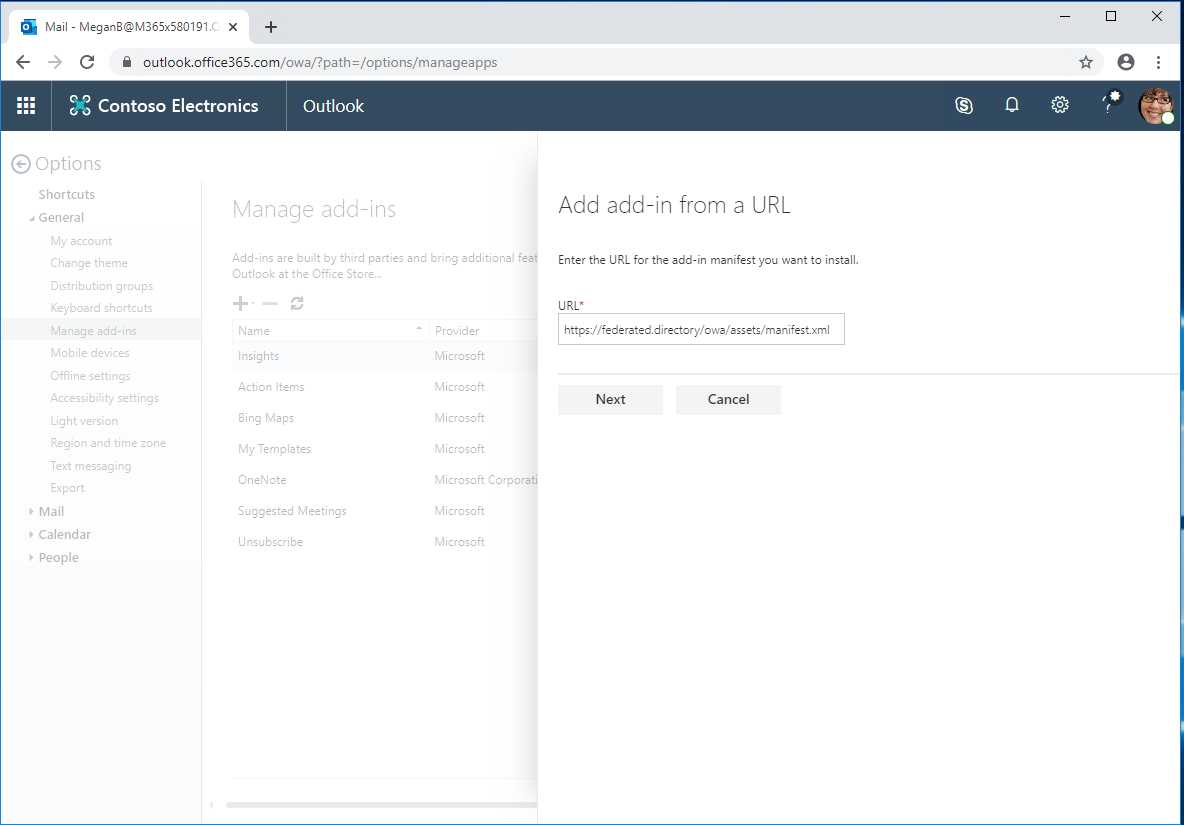 Mail - MeganB@M365x580191.O
outlook.office365.com/owa/?path=/options/manageapps
Contoso Electronics
Outlook
Options
Shortcuts
General
My account
Change theme
Distribution groups
Keyboard shortcuts
Manage add-ins
Mobile devices
Offline settings
Accessibility settings
Light version
Region and time zone
Text messaging
Export
Mail
Calendar
People
Manage add-ins
Add-ins are built by third parties and bring additional feat
Outlook at the Office Store...
Name Provider
Insights Microsoft
Action Items Microsoft
Bing Maps Microsoft
My Templates Microsoft
OneNote Microsoft Corporati
Suggested Meetings Microsoft
Unsubscribe Microsoft
Add add-in from a URL
Enter the URL for the add-in manifest you want to install.
URL*
https://federated.directory/owa/assets/manifest.xml
Next Cancel